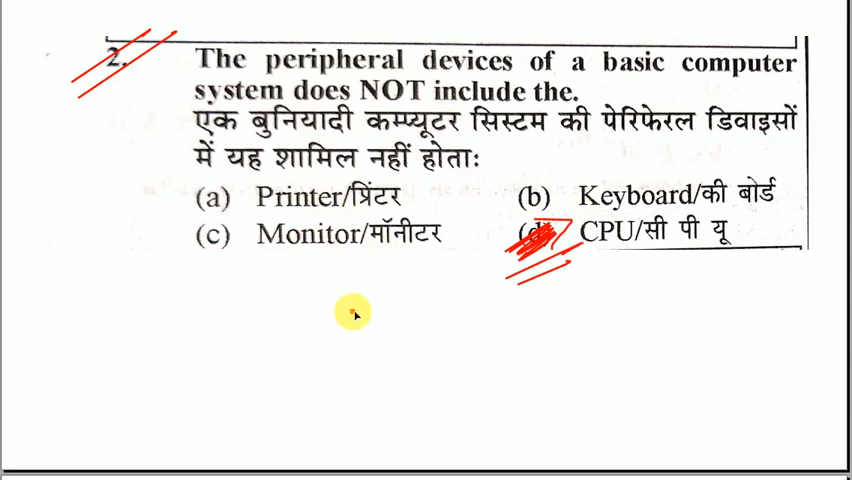 2. The peripheral devices of a basic computer
system does NOT include the.
एक बुनियादी कम्प्यूटर सिस्टम की पेरिफेरल डिवाइसों
में यह शामिल नहीं होताः
(a) Printer/प्रिंटर (b) Keyboard/की बोर्ड
(c) Monitor/मॉनीटर (d) CPU/सी पी यू